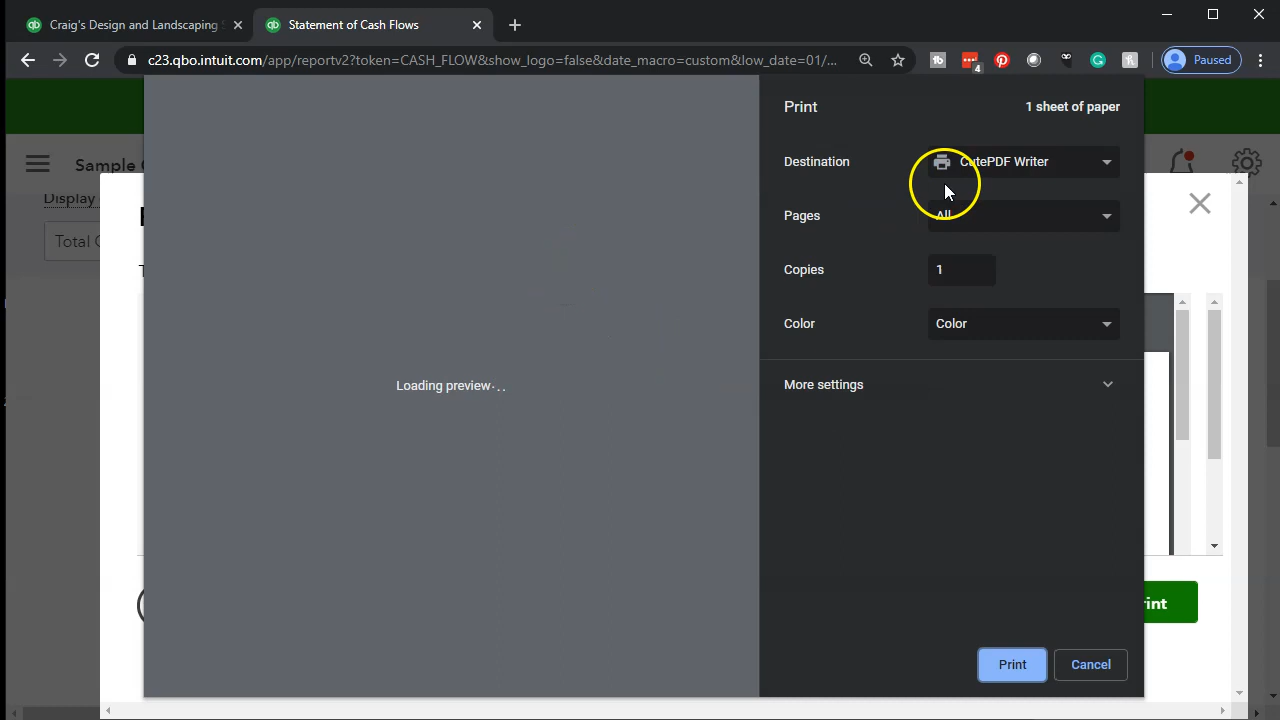 Craig's Design and Landscaping
Statement of Cash Flows
c23.qbo.intuit.com/app/reportv2?token=CASH_FLOW&show_logo=false&date_macro=custom&low_date=01/...
4
Paused
Print
1 sheet of paper
Sample
Destination
CutePDF Writer
Display
Pages
All
Total
Copies
1
Color
Color
Loading preview...
More settings
int
Print
Cancel